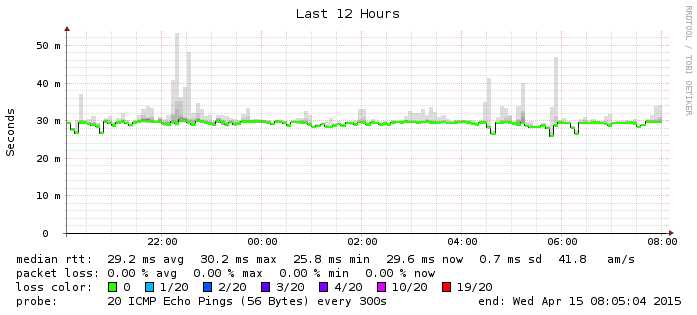 Last 12 Hours
RRDTOOL / TOBI OETIKER
Seconds
50 m
40 m
30 m
20 m
10 m
0
22:00 00:00 02:00 04:00 06:00 08:00
median rtt: 29.2 ms avg 30.2 ms max 25.8 ms min 29.6 ms now 0.7 ms sd 41.8 am/s
packet loss: 0.00 % avg 0.00 % max 0.00 % min 0.00 % now
loss color: 0 1/20 2/20 3/20 4/20 10/20 19/20
probe: 20 ICMP Echo Pings (56 Bytes) every 300s end: Wed Apr 15 08:05:04 2015